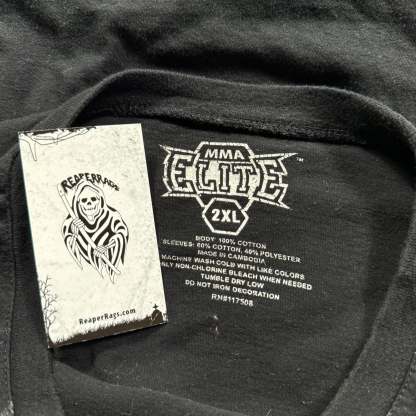 REAPERRAGS
ReaperRags.com
MMA
ELITE
™
2XL
BODY 100% COTTON
SLEEVES: 60% COTTON, 40% POLYESTER
MADE IN CAMBODIA
MACHINE WASH COLD WITH LIKE COLORS
ONLY NON-CHLORINE BLEACH WHEN NEEDED
TUMBLE DRY LOW
DO NOT IRON DECORATION
RN#117508